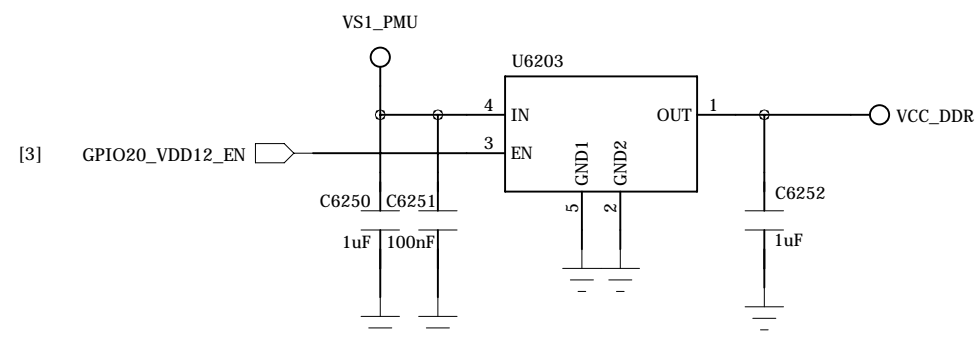 VS1_PMU
U6203
4 IN OUT 1 VCC_DDR
[3] GPIO20_VDD12_EN 3 EN
GND1 GND2
5 2
C6250 C6251 C6252
1uF 100nF 1uF